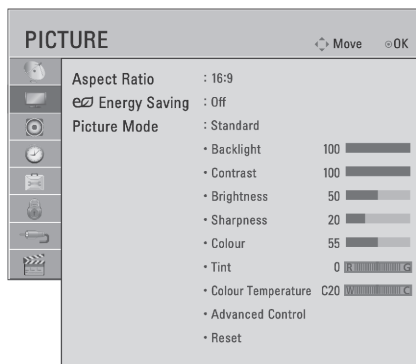 PICTURE Move OK
Aspect Ratio : 16:9
Energy Saving : Off
Picture Mode : Standard
• Backlight 100
• Contrast 100
• Brightness 50
• Sharpness 20
• Colour 55
• Tint 0 R G
• Colour Temperature C20 W C
• Advanced Control
• Reset